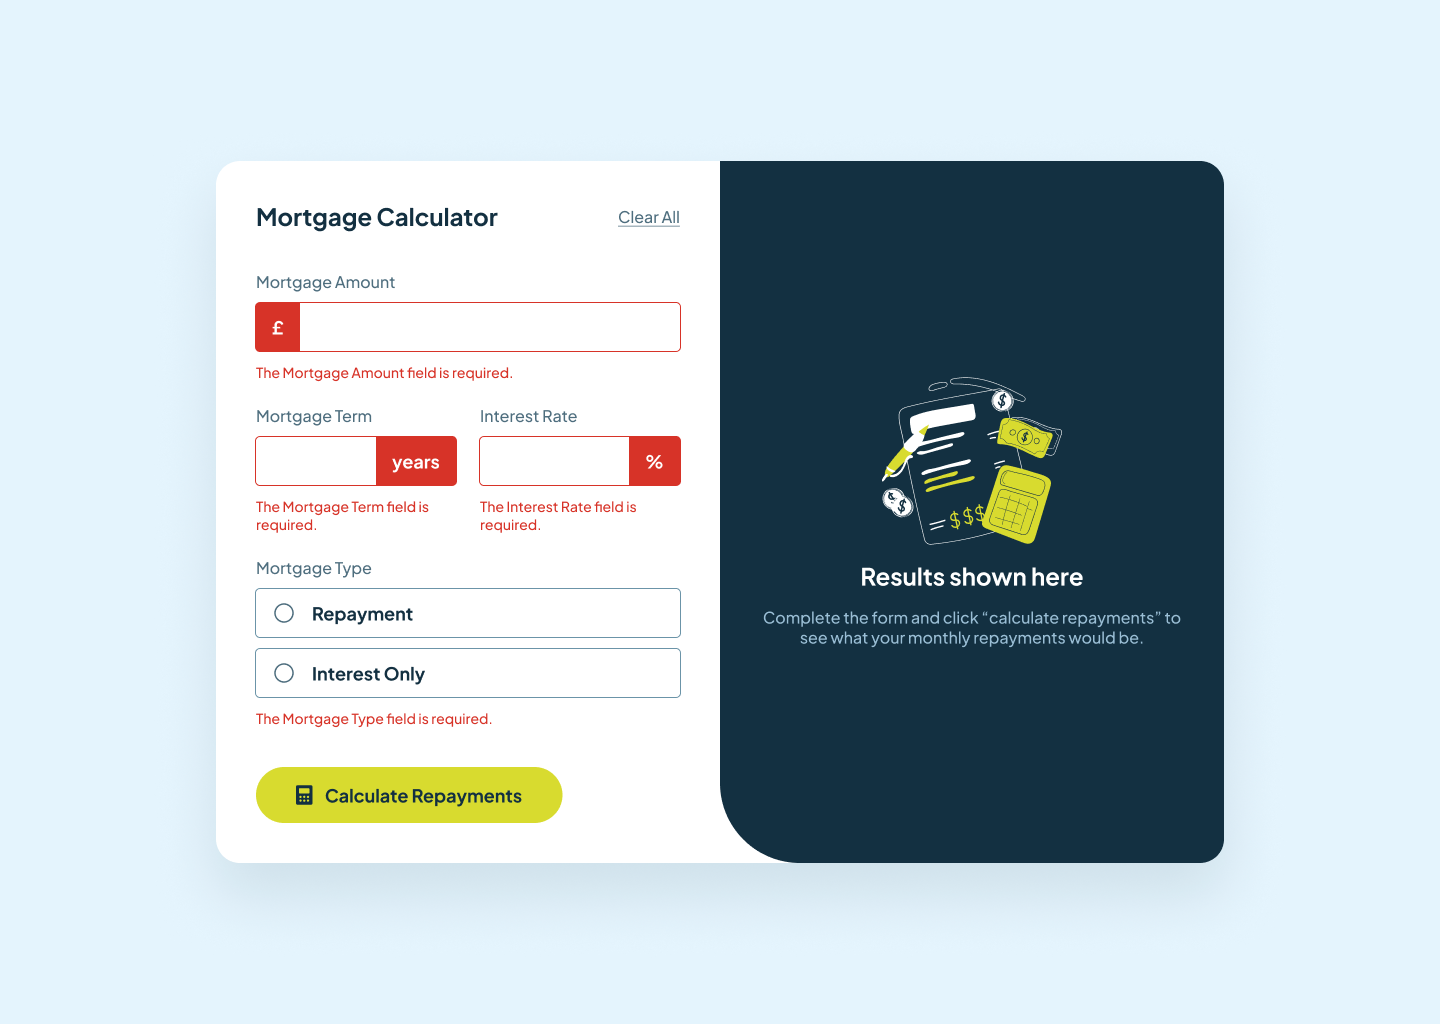 Mortgage Calculator
Clear All
Mortgage Amount
£
The Mortgage Amount field is required.
Mortgage Term
years
The Mortgage Term field is
required.
Interest Rate
%
The Interest Rate field is
required.
Mortgage Type
Repayment
Interest Only
The Mortgage Type field is required.
Calculate Repayments
$
$
$
$
$$$
Results shown here
Complete the form and click “calculate repayments” to
see what your monthly repayments would be.